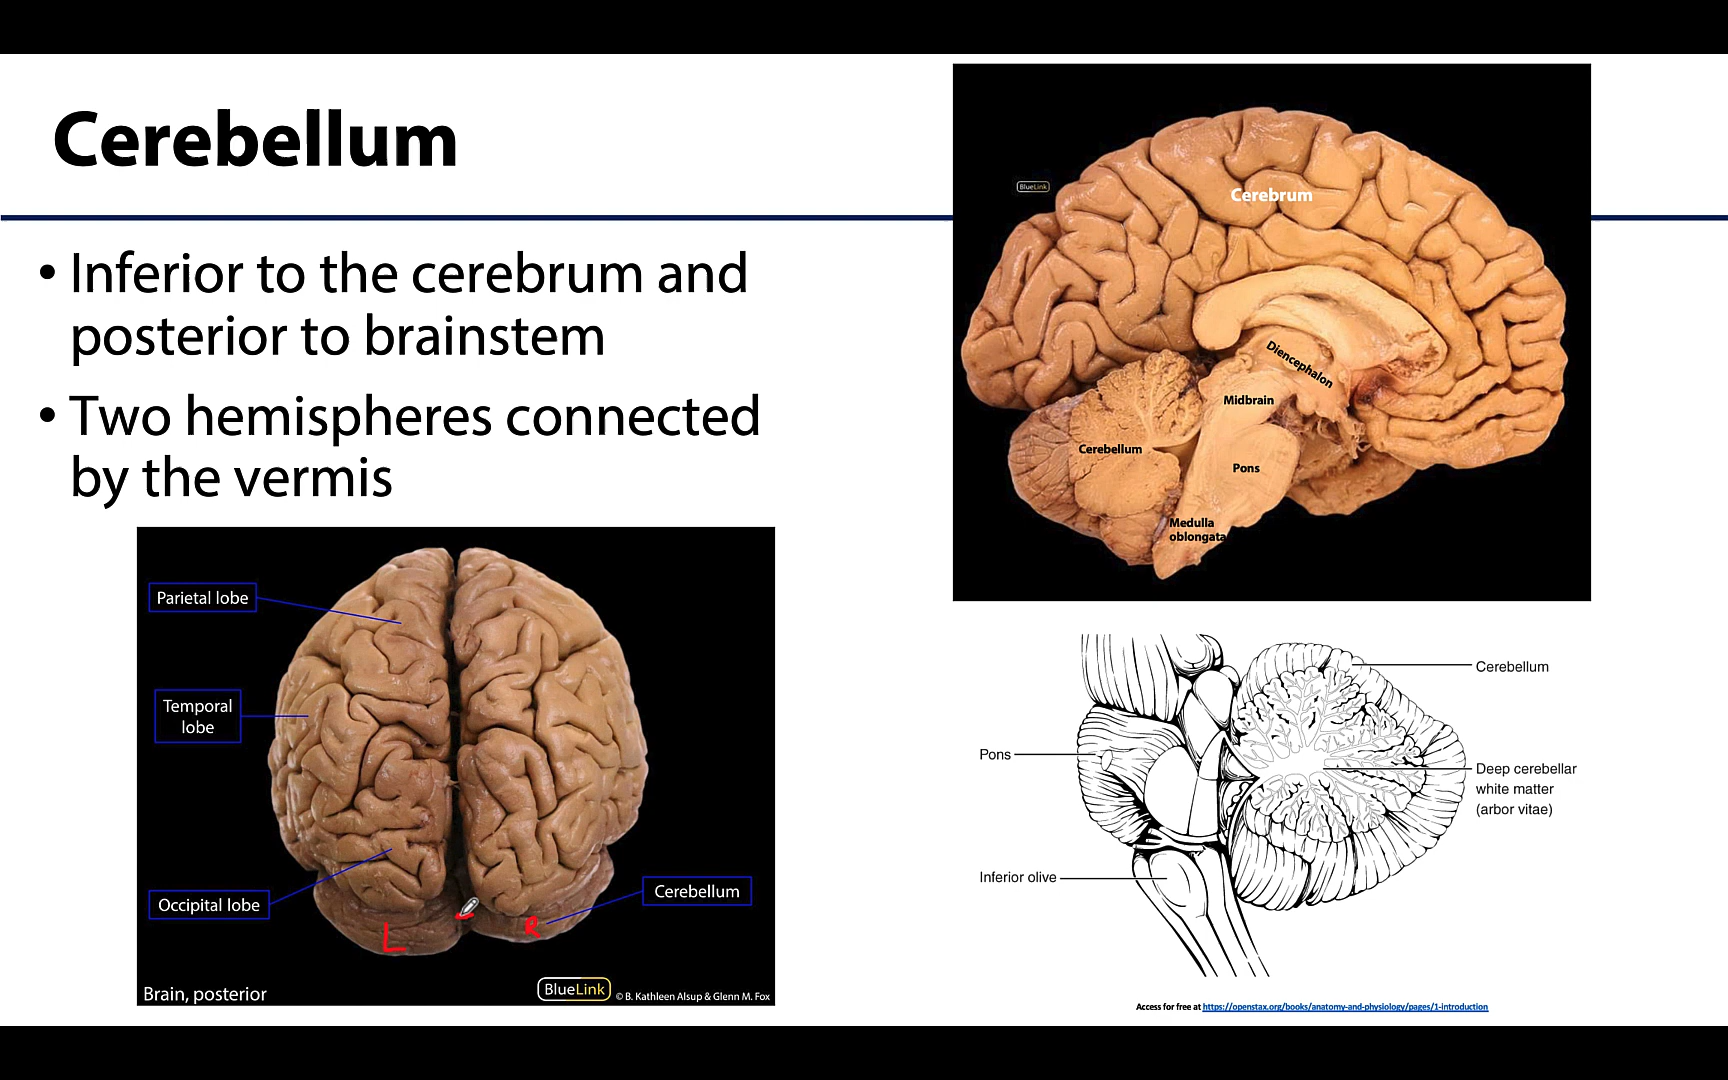 Cerebellum
• Inferior to the cerebrum and
posterior to brainstem
• Two hemispheres connected
by the vermis
Parietal lobe
Temporal
lobe
Occipital lobe
Cerebellum
L
R
Brain, posterior
BlueLink
© B. Kathleen Alsup & Glenn M. Fox
BlueLink
Cerebrum
Diencephalon
Midbrain
Cerebellum
Pons
Medulla
oblongata
Cerebellum
Pons
Deep cerebellar
white matter
(arbor vitae)
Inferior olive
Access for free at https://openstax.org/books/anatomy-and-physiology/pages/1-introduction